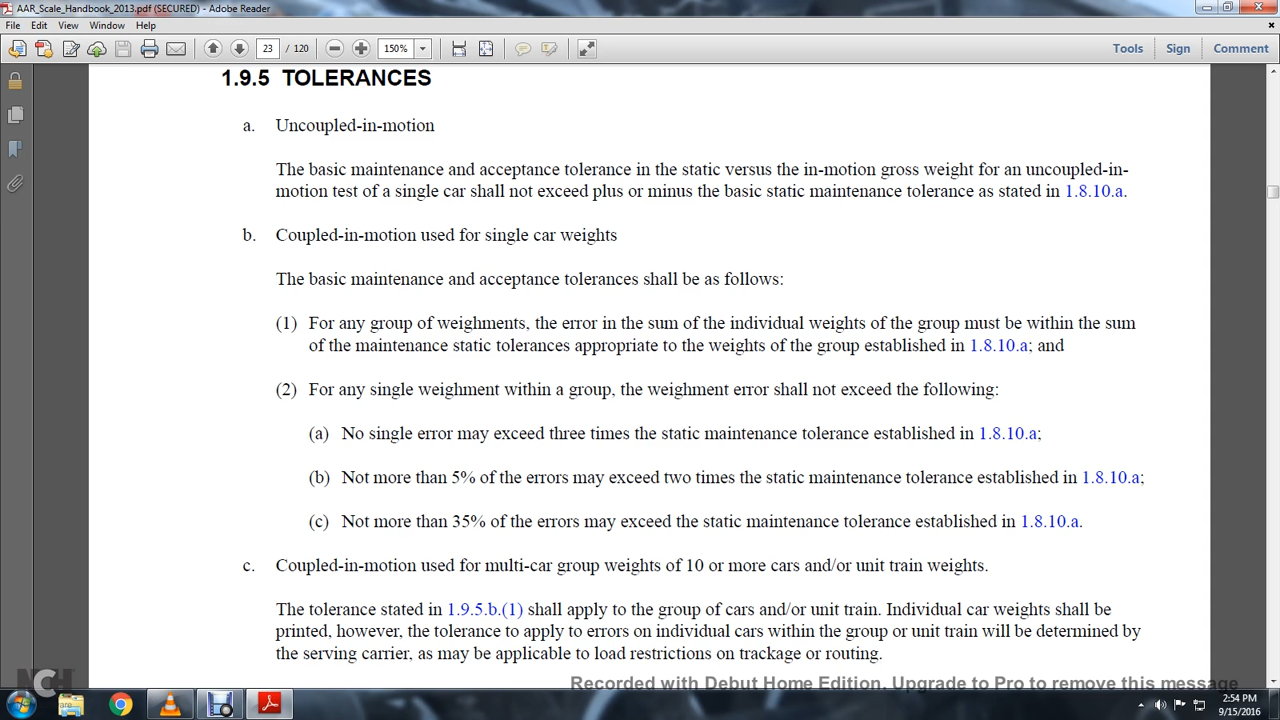 AAR_Scale_Handbook_2013.pdf (SECURED) - Adobe Reader
File Edit View Window Help
23 / 120 150% Tools Sign Comment
1.9.5 TOLERANCES
a. Uncoupled-in-motion
The basic maintenance and acceptance tolerance in the static versus the in-motion gross weight for an uncoupled-in-
motion test of a single car shall not exceed plus or minus the basic static maintenance tolerance as stated in 1.8.10.a.
b. Coupled-in-motion used for single car weights
The basic maintenance and acceptance tolerances shall be as follows:
(1) For any group of weighments, the error in the sum of the individual weights of the group must be within the sum
of the maintenance static tolerances appropriate to the weights of the group established in 1.8.10.a; and
(2) For any single weighment within a group, the weighment error shall not exceed the following:
(a) No single error may exceed three times the static maintenance tolerance established in 1.8.10.a;
(b) Not more than 5% of the errors may exceed two times the static maintenance tolerance established in 1.8.10.a;
(c) Not more than 35% of the errors may exceed the static maintenance tolerance established in 1.8.10.a.
c. Coupled-in-motion used for multi-car group weights of 10 or more cars and/or unit train weights.
The tolerance stated in 1.9.5.b.(1) shall apply to the group of cars and/or unit train. Individual car weights shall be
printed, however, the tolerance to apply to errors on individual cars within the group or unit train will be determined by
the serving carrier, as may be applicable to load restrictions on trackage or routing.
NCH
Recorded with Debut Home Edition. Upgrade to Pro to remove this message
2:54 PM
9/15/2016